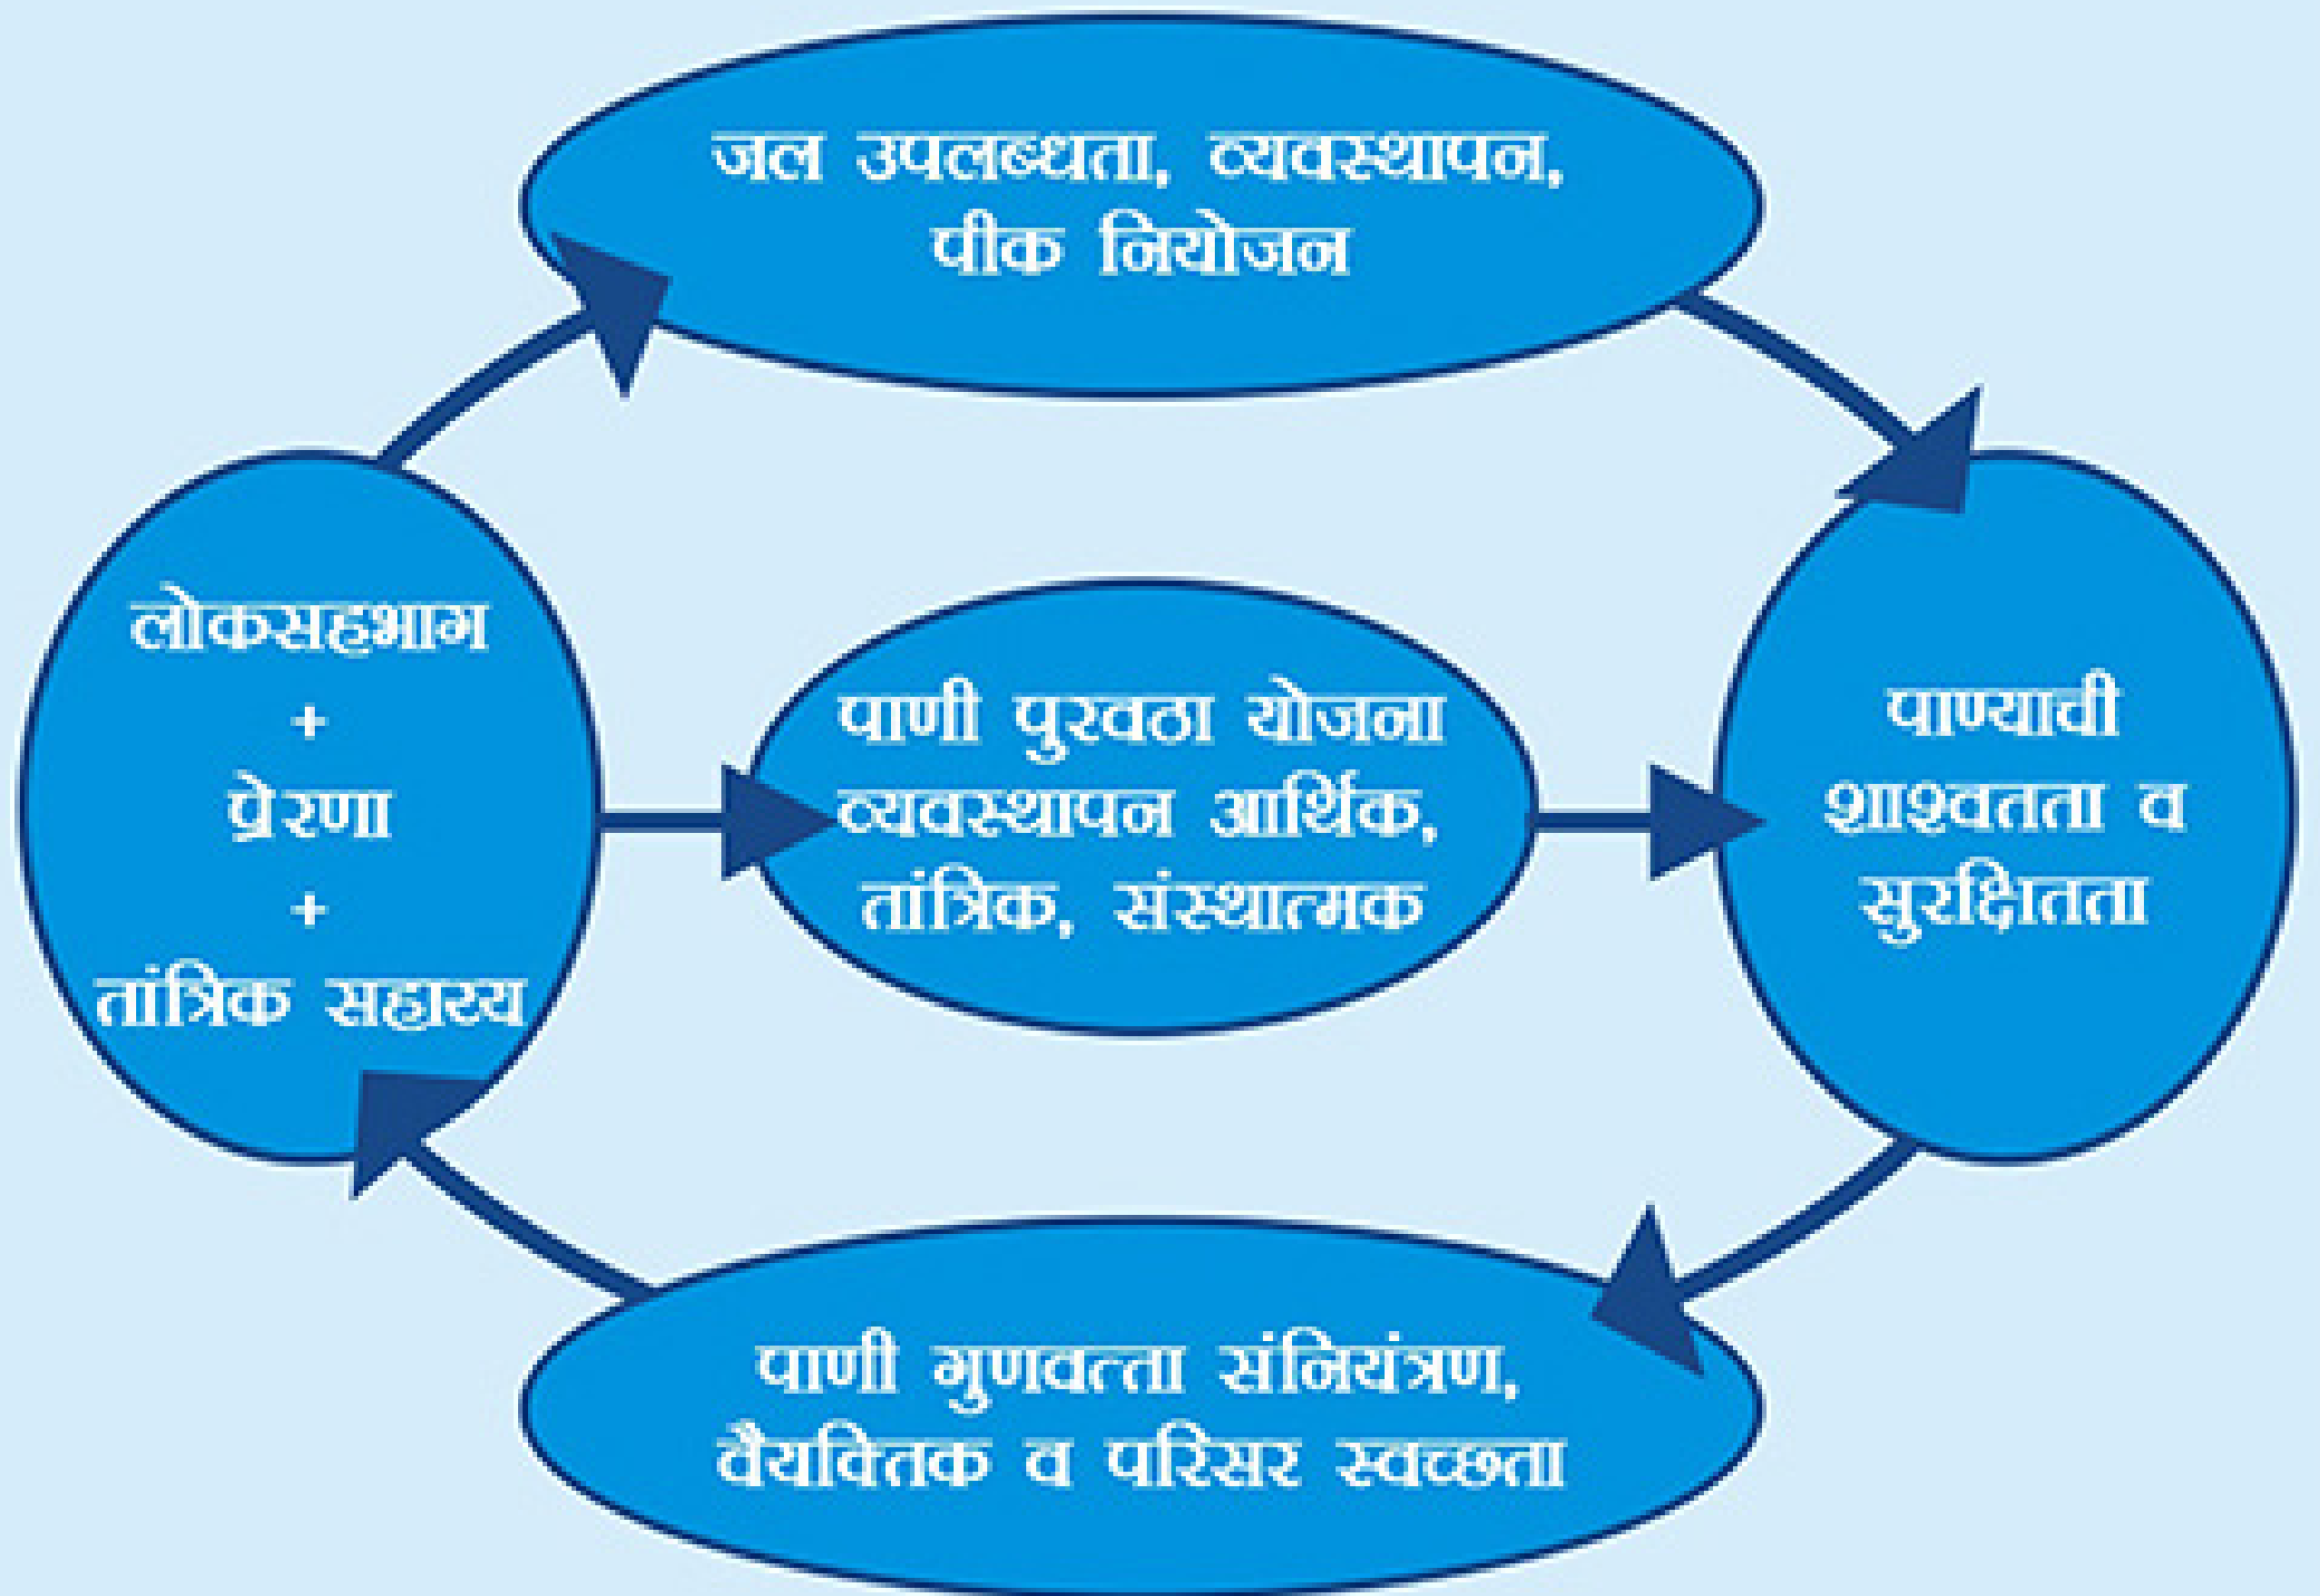 जल उपलब्धता, व्यवस्थापन,
पीक नियोजन
लोकसहभाग
+
प्रेरणा
+
तांत्रिक सहाय्य
पाणी पुरवठा योजना
व्यवस्थापन आर्थिक,
तांत्रिक, संस्थात्मक
पाण्याची
शाश्वतता व
सुरक्षितता
पाणी गुणवत्ता संनियंत्रण,
वैयक्तिक व परिसर स्वच्छता